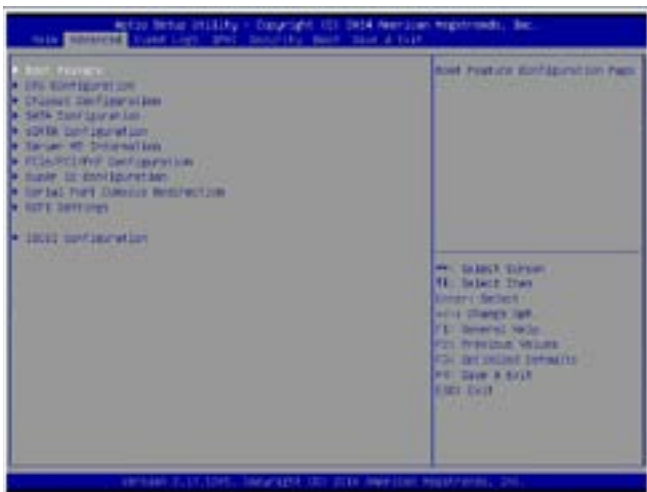 Aptio Setup Utility - Copyright (C) 2014 American Megatrends, Inc.
Main Advanced Event Logs IPMI Security Boot Save & Exit
Boot Feature
CPU Configuration
Chipset Configuration
SATA Configuration
sSATA Configuration
Server ME Information
PCIe/PCI/PnP Configuration
Super IO Configuration
Serial Port Console Redirection
ACPI Settings
iSCSI Configuration
Boot Feature Configuration Page
: Select Screen
: Select Item
Enter: Select
+/-: Change Opt.
F1: General Help
F2: Previous Values
F3: Optimized Defaults
F4: Save & Exit
ESC: Exit
Version Copyright (C) 2014 American Megatrends, Inc.